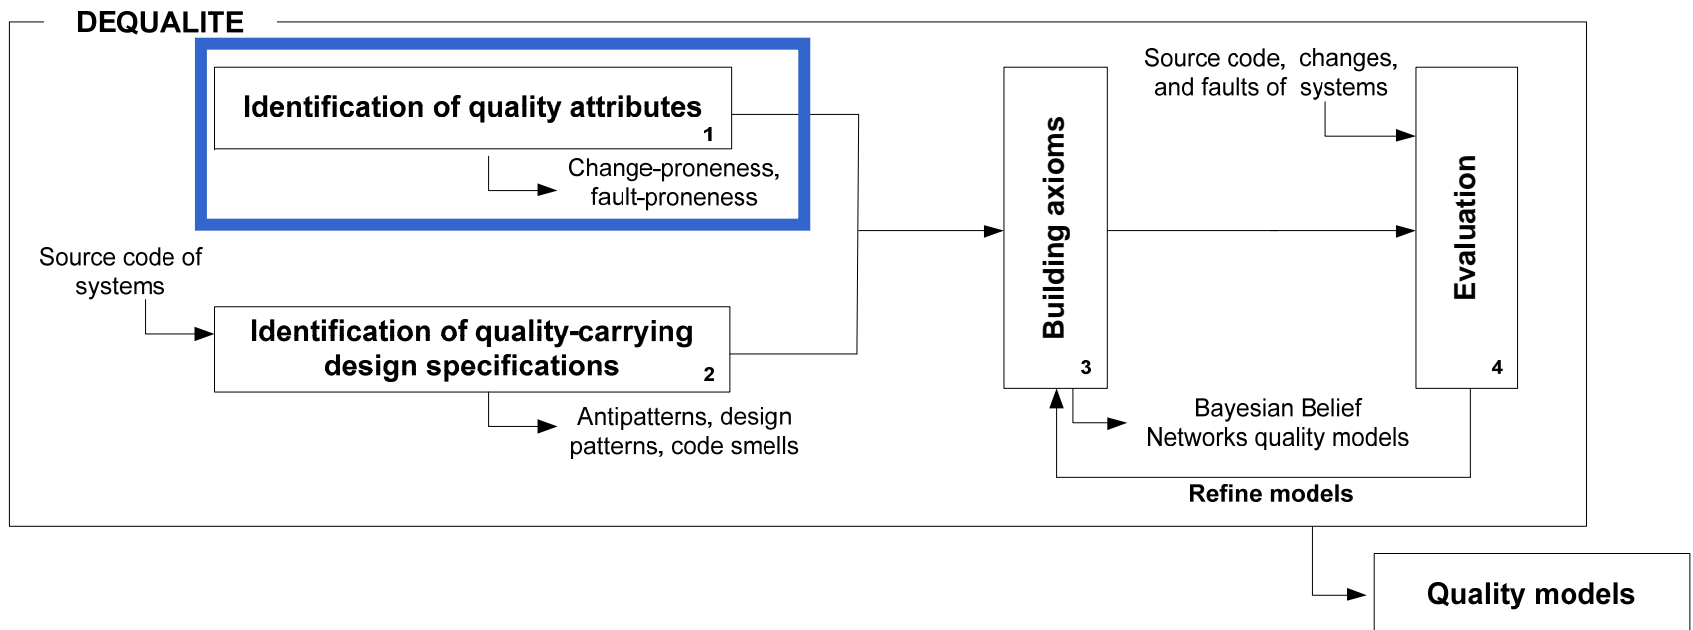 DEQUALITE
Identification of quality attributes
1
Change-proneness,
fault-proneness
Source code of
systems
Identification of quality-carrying
design specifications
2
Antipatterns, design
patterns, code smells
Building axioms
3
Bayesian Belief
Networks quality models
Source code, changes,
and faults of systems
Evaluation
4
Refine models
Quality models